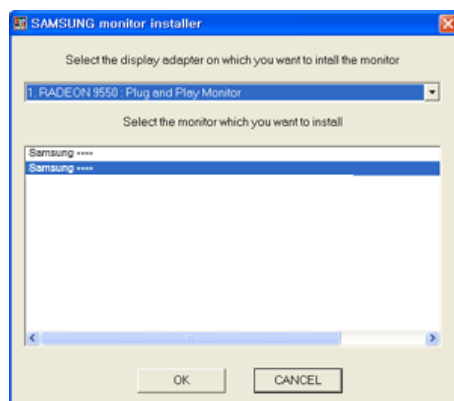 SAMSUNG monitor installer
Select the display adapter on which you want to intall the monitor
1. RADEON 9550 : Plug and Play Monitor
Select the monitor which you want to install
Samsung ----
Samsung ----
OK
CANCEL